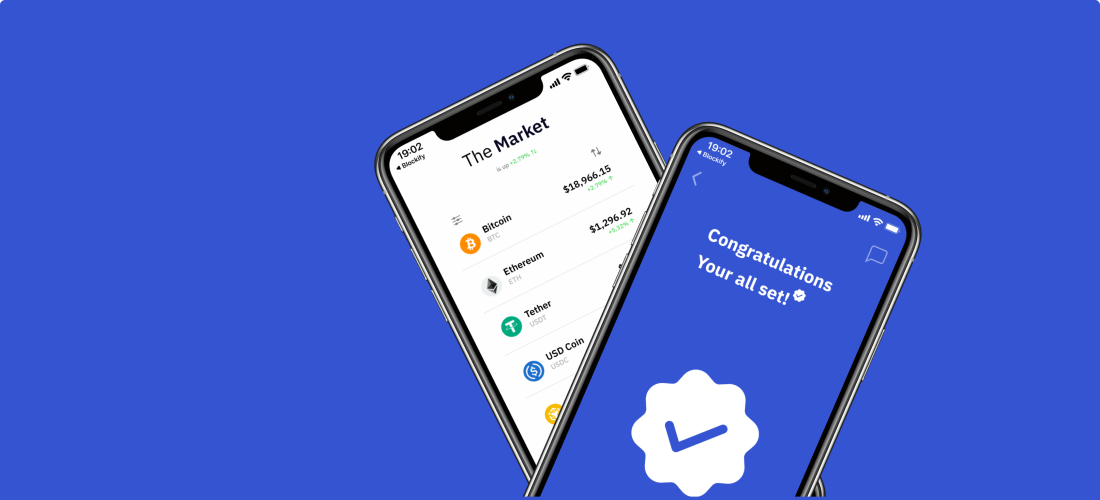 19:02
◀ Blockify
The Market
is up +2.79% ↑↓
Bitcoin
BTC
$18,966.15
+2.79% ↑
Ethereum
ETH
$1,296.92
+0.32% ↑
Tether
USDT
USD Coin
USDC
19:02
◀ Blockify
Congratulations
Your all set!